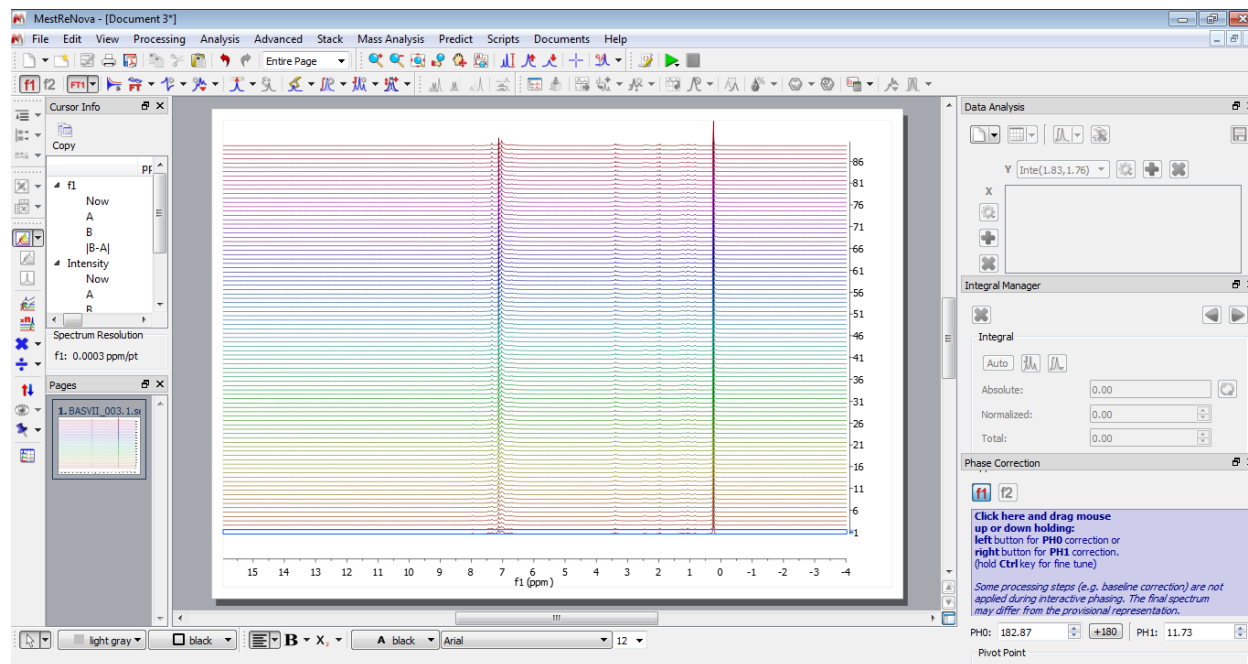 MestReNova - [Document 3*]
File Edit View Processing Analysis Advanced Stack Mass Analysis Predict Scripts Documents Help
Entire Page
f1 f2 FT1
Cursor Info
Copy
f1
Now
A
B
|B-A|
Intensity
Now
A
B
Spectrum Resolution
f1: 0.0003 ppm/pt
Pages
1. BASVII_003.1.se
86
81
76
71
66
61
56
51
46
41
36
31
26
21
16
11
6
1
15 14 13 12 11 10 9 8 7 6 5 4 3 2 1 0 -1 -2 -3 -4
f1 (ppm)
light gray black B X₂ A black Arial 12
Data Analysis
Y Inte(1.83,1.76)
X
Integral Manager
Integral
Auto
Absolute: 0.00
Normalized: 0.00
Total: 0.00
Phase Correction
f1 f2
Click here and drag mouse
up or down holding:
left button for PH0 correction or
right button for PH1 correction.
(hold Ctrl key for fine tune)
Some processing steps (e.g. baseline correction) are not
applied during interactive phasing. The final spectrum
may differ from the provisional representation.
PH0: 182.87 +180 PH1: 11.73
Pivot Point